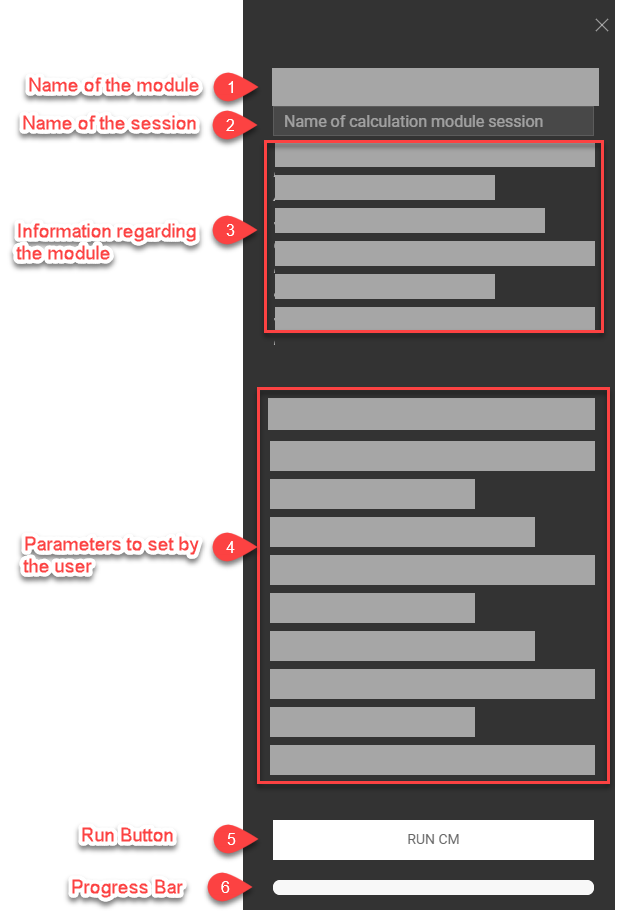 Name of the module 1
Name of the session 2 Name of calculation module session
Information regarding
the module
3
Parameters to set by
the user
4
Run Button 5 RUN CM
Progress Bar 6